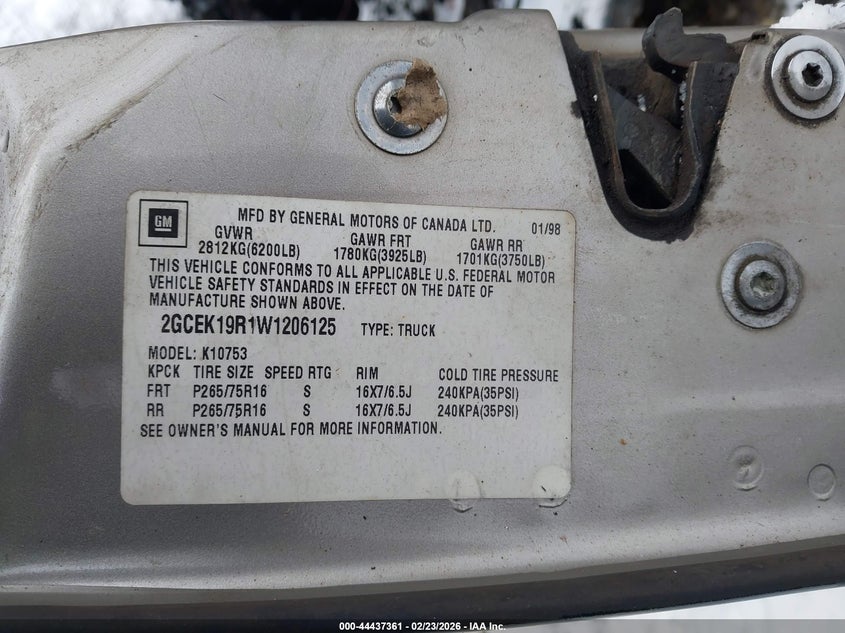 GM
MFD BY GENERAL MOTORS OF CANADA LTD. 01/98
GVWR GAWR FRT GAWR RR
2812KG(6200LB) 1780KG(3925LB) 1701KG(3750LB)
THIS VEHICLE CONFORMS TO ALL APPLICABLE U.S. FEDERAL MOTOR
VEHICLE SAFETY STANDARDS IN EFFECT ON THE DATE OF
MANUFACTURE SHOWN ABOVE.
2GCEK19R1W1206125 TYPE: TRUCK
MODEL: K10753
KPCK TIRE SIZE SPEED RTG RIM COLD TIRE PRESSURE
FRT P265/75R16 S 16X7/6.5J 240KPA(35PSI)
RR P265/75R16 S 16X7/6.5J 240KPA(35PSI)
SEE OWNER'S MANUAL FOR MORE INFORMATION.
000-44437361 - 02/23/2026 - IAA Inc.